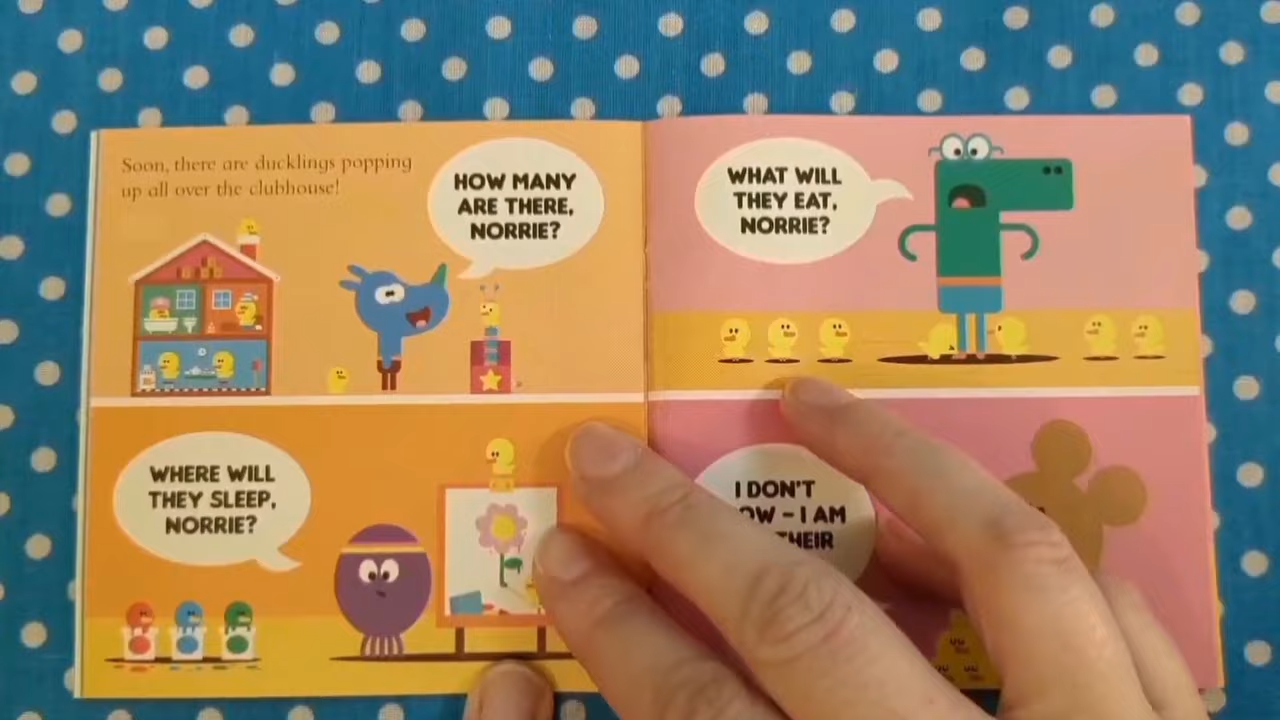 Soon, there are ducklings popping
up all over the clubhouse!
HOW MANY
ARE THERE,
NORRIE?
WHERE WILL
THEY SLEEP,
NORRIE?
WHAT WILL
THEY EAT,
NORRIE?
I DON'T
– I AM
THEIR